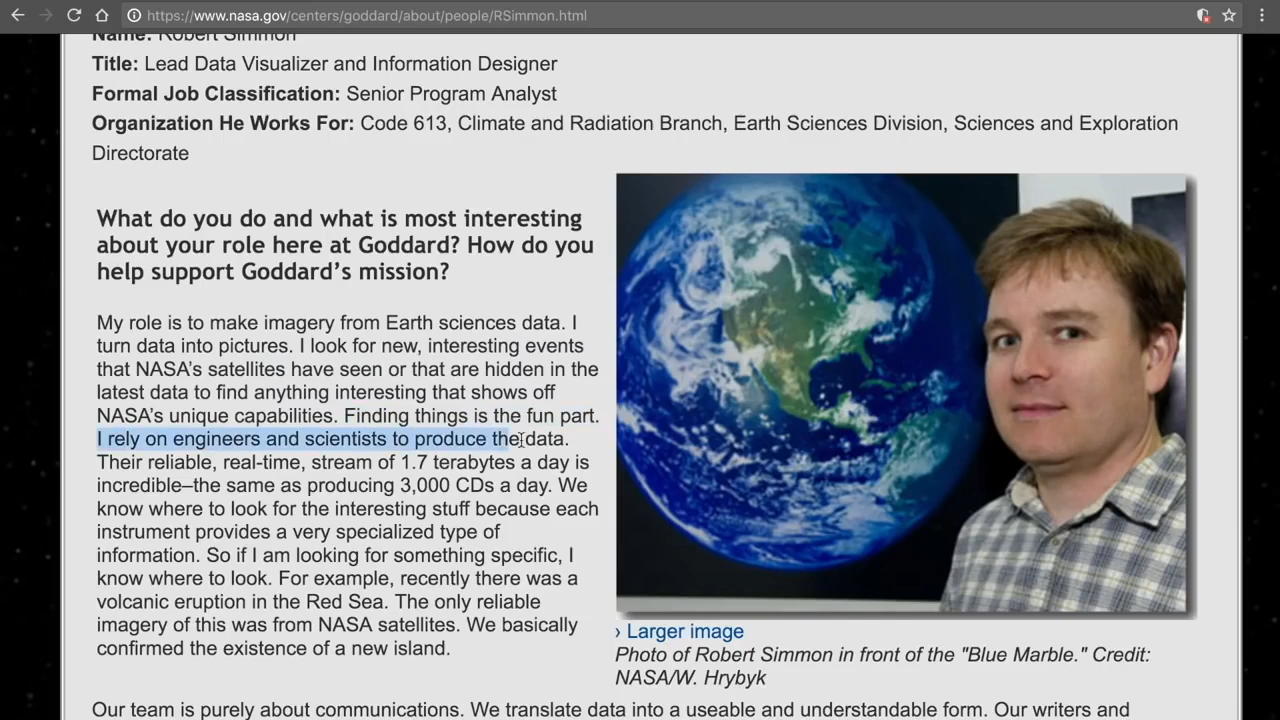 https://www.nasa.gov/centers/goddard/about/people/RSimmon.html
Name: Robert Simmon
Title: Lead Data Visualizer and Information Designer
Formal Job Classification: Senior Program Analyst
Organization He Works For: Code 613, Climate and Radiation Branch, Earth Sciences Division, Sciences and Exploration
Directorate
What do you do and what is most interesting
about your role here at Goddard? How do you
help support Goddard’s mission?
My role is to make imagery from Earth sciences data. I
turn data into pictures. I look for new, interesting events
that NASA’s satellites have seen or that are hidden in the
latest data to find anything interesting that shows off
NASA’s unique capabilities. Finding things is the fun part.
I rely on engineers and scientists to produce the data.
Their reliable, real-time, stream of 1.7 terabytes a day is
incredible–the same as producing 3,000 CDs a day. We
know where to look for the interesting stuff because each
instrument provides a very specialized type of
information. So if I am looking for something specific, I
know where to look. For example, recently there was a
volcanic eruption in the Red Sea. The only reliable
imagery of this was from NASA satellites. We basically
confirmed the existence of a new island.
› Larger image
Photo of Robert Simmon in front of the "Blue Marble." Credit:
NASA/W. Hrybyk
Our team is purely about communications. We translate data into a useable and understandable form. Our writers and